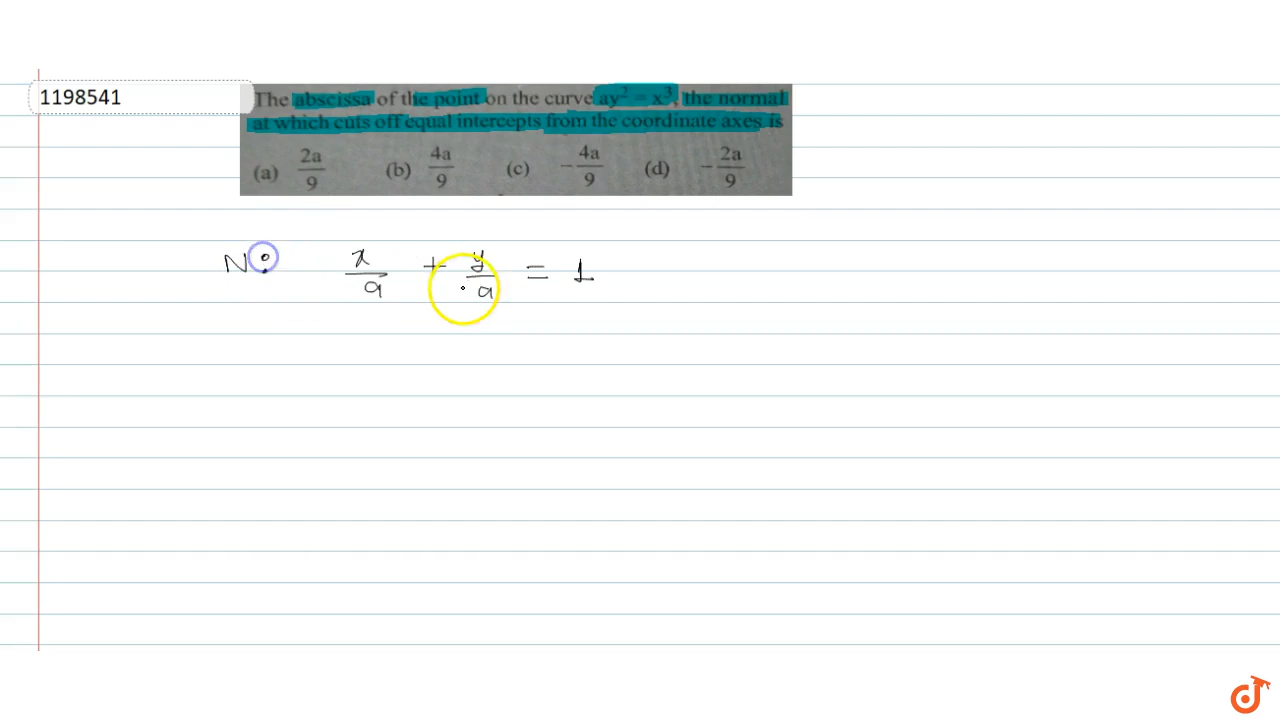 1198541
The abscissa of the point on the curve ay² = x³, the normal
at which cuts off equal intercepts from the coordinate axes is
(a) 2a/9 (b) 4a/9 (c) −4a/9 (d) −2a/9
N: x/a + y/a = 1